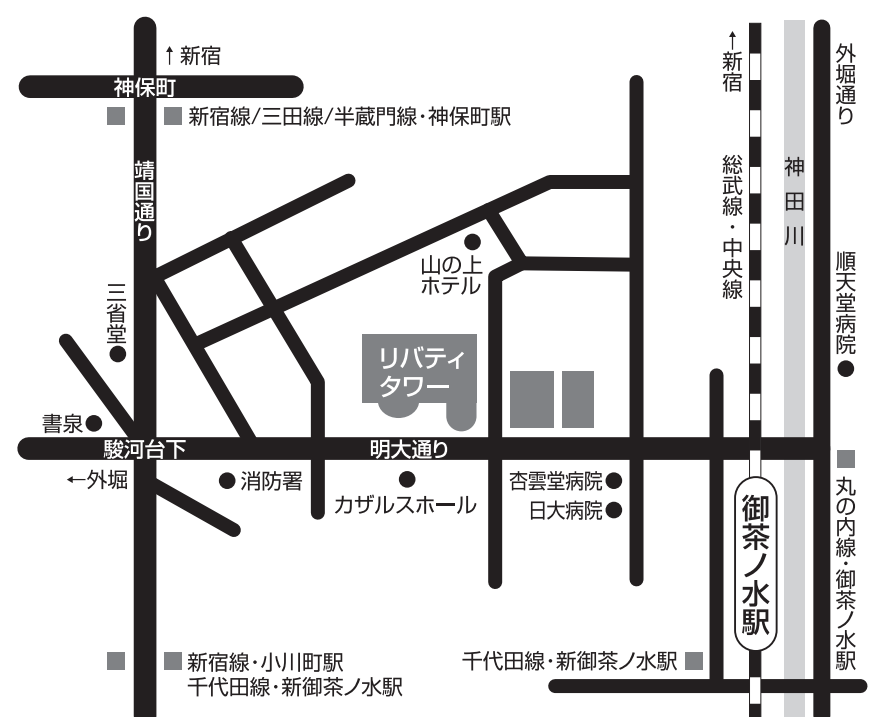 ↑新宿
神保町
新宿線/三田線/半蔵門線・神保町駅
靖国通り
↑新宿
総武線・中央線
神田川
外堀通り
順天堂病院
山の上
ホテル
三省堂
リバティ
タワー
書泉
駿河台下
明大通り
←外堀
消防署
カザルスホール
杏雲堂病院
日大病院
御茶ノ水駅
丸の内線・御茶ノ水駅
新宿線・小川町駅
千代田線・新御茶ノ水駅
千代田線・新御茶ノ水駅